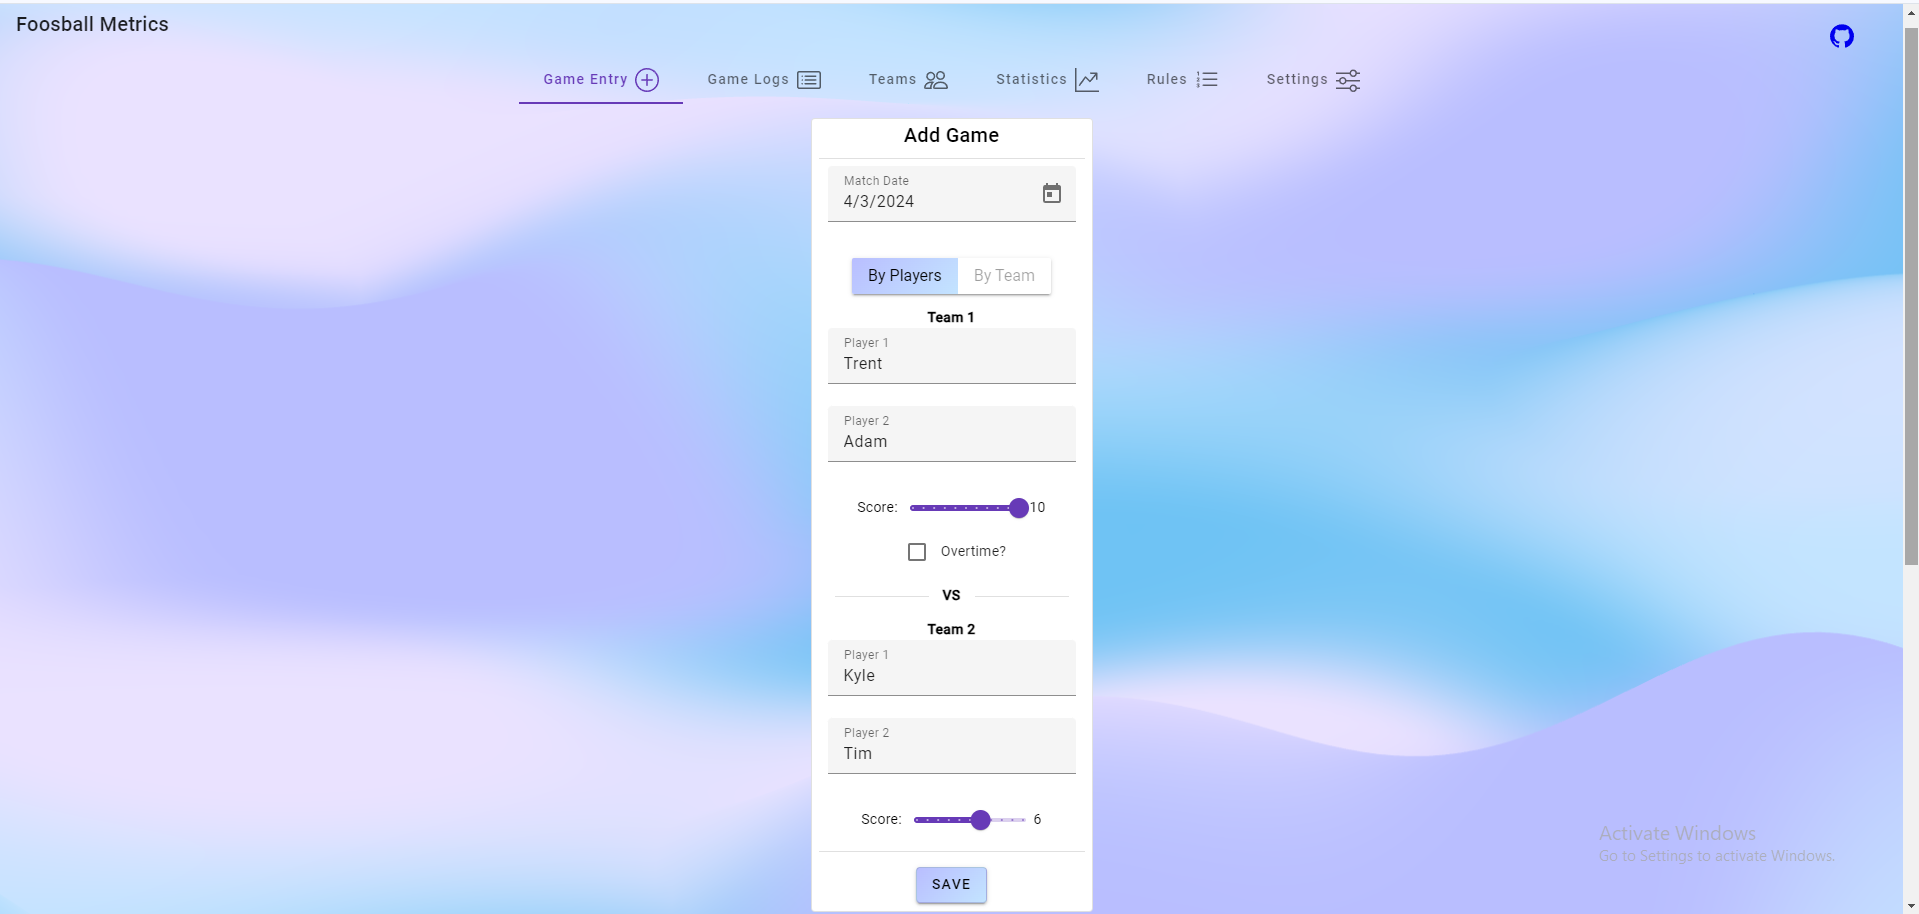 Foosball Metrics
Game Entry
Game Logs
Teams
Statistics
Rules
Settings
Add Game
Match Date
4/3/2024
By Players
By Team
Team 1
Player 1
Trent
Player 2
Adam
Score:
10
Overtime?
VS
Team 2
Player 1
Kyle
Player 2
Tim
Score:
6
SAVE
Activate Windows
Go to Settings to activate Windows.